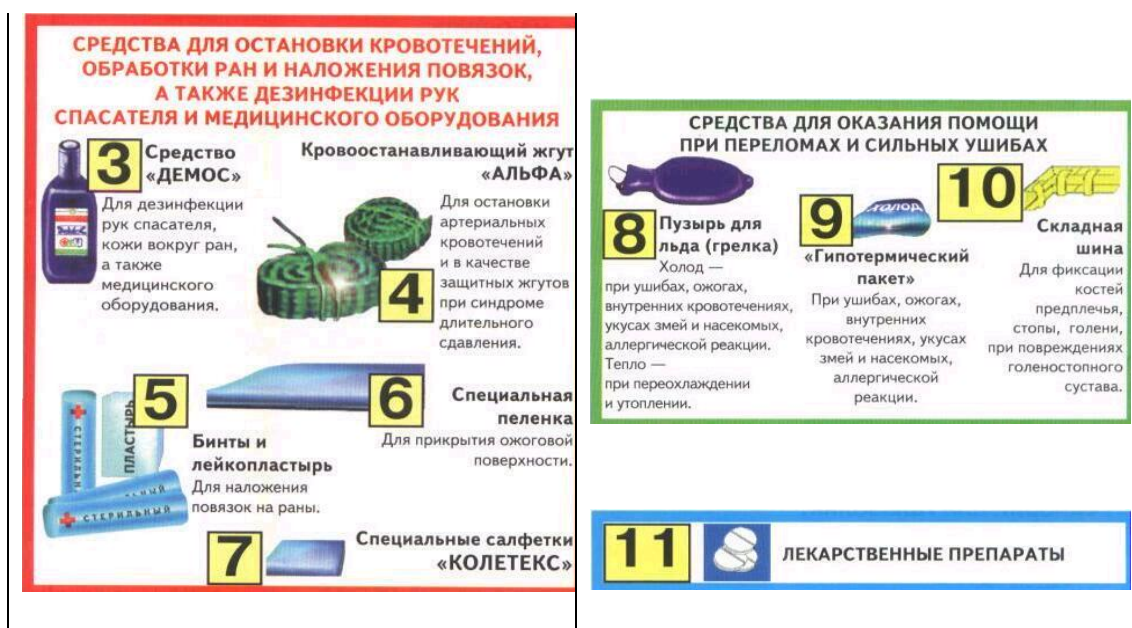 СРЕДСТВА ДЛЯ ОСТАНОВКИ КРОВОТЕЧЕНИЙ,
ОБРАБОТКИ РАН И НАЛОЖЕНИЯ ПОВЯЗОК,
А ТАКЖЕ ДЕЗИНФЕКЦИИ РУК
СПАСАТЕЛЯ И МЕДИЦИНСКОГО ОБОРУДОВАНИЯ
3
Средство
«ДЕМОС»
Для дезинфекции
рук спасателя,
кожи вокруг ран,
а также
медицинского
оборудования.
Кровоостанавливающий жгут
«АЛЬФА»
4
Для остановки
артериальных
кровотечений
и в качестве
защитных жгутов
при синдроме
длительного
сдавления.
5
ПЛАСТЫРЬ
СТЕРИЛЬНЫЙ
Бинты и
лейкопластырь
Для наложения
повязок на раны.
6
Специальная
пеленка
Для прикрытия ожоговой
поверхности.
7
Специальные салфетки
«КОЛЕТЕКС»
СРЕДСТВА ДЛЯ ОКАЗАНИЯ ПОМОЩИ
ПРИ ПЕРЕЛОМАХ И СИЛЬНЫХ УШИБАХ
8
Пузырь для
льда (грелка)
Холод —
при ушибах, ожогах,
внутренних кровотечениях,
укусах змей и насекомых,
аллергической реакции.
Тепло —
при переохлаждении
и утоплении.
9
ХОЛОД
«Гипотермический
пакет»
При ушибах, ожогах,
внутренних
кровотечениях, укусах
змей и насекомых,
аллергической
реакции.
10
Складная
шина
Для фиксации
костей
предплечья,
стопы, голени,
при повреждениях
голеностопного
сустава.
11
ЛЕКАРСТВЕННЫЕ ПРЕПАРАТЫ